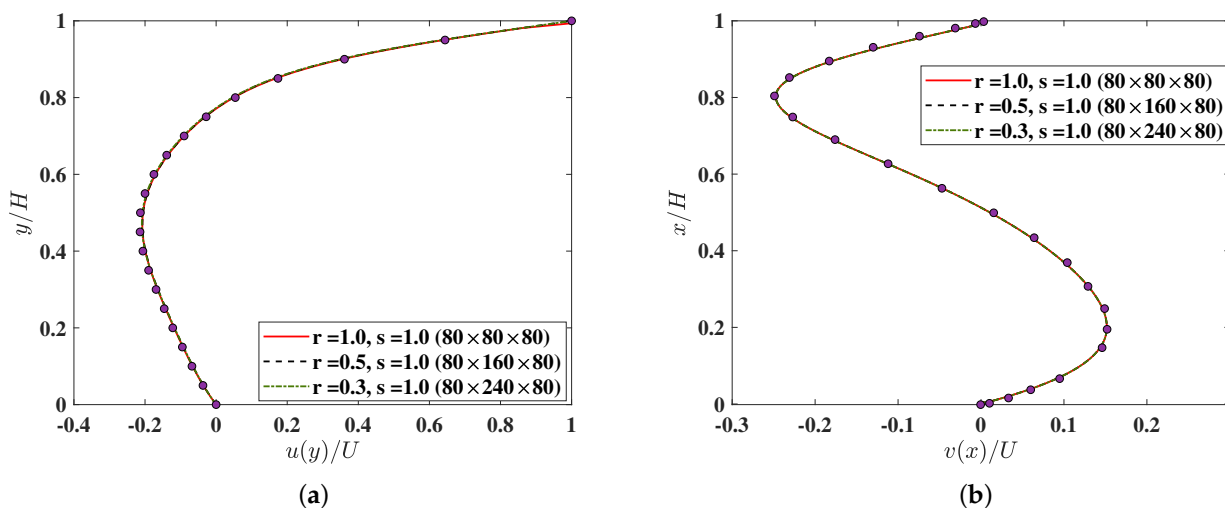 1
0.8
0.6
0.4
0.2
0
y/H
r =1.0, s =1.0 (80×80×80)
r =0.5, s =1.0 (80×160×80)
r =0.3, s =1.0 (80×240×80)
-0.4 -0.2 0 0.2 0.4 0.6 0.8 1
u(y)/U
(a)
1
0.8
0.6
0.4
0.2
0
x/H
r =1.0, s =1.0 (80×80×80)
r =0.5, s =1.0 (80×160×80)
r =0.3, s =1.0 (80×240×80)
-0.3 -0.2 -0.1 0 0.1 0.2
v(x)/U
(b)